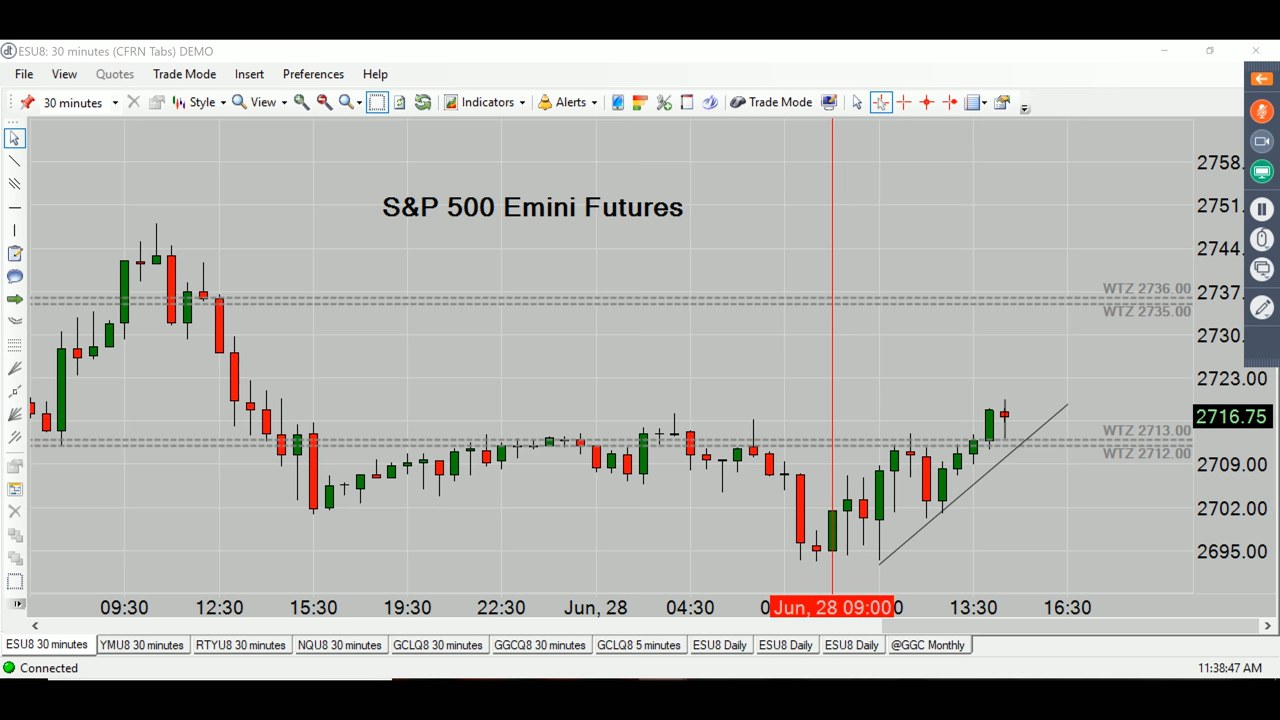 dt ESU8: 30 minutes (CFRN Tabs) DEMO
File View Quotes Trade Mode Insert Preferences Help
30 minutes Style View Indicators Alerts Trade Mode
S&P 500 Emini Futures
2758.
2751.
2744.
WTZ 2736.00
2737.
WTZ 2735.00
2730.
2723.00
2716.75
WTZ 2713.00
WTZ 2712.00
2709.00
2702.00
2695.00
09:30 12:30 15:30 19:30 22:30 Jun, 28 04:30 0 Jun, 28 09:00 0 13:30 16:30
ESU8 30 minutes YMU8 30 minutes RTYU8 30 minutes NQU8 30 minutes GCLQ8 30 minutes GGCQ8 30 minutes GCLQ8 5 minutes ESU8 Daily ESU8 Daily ESU8 Daily @GGC Monthly
Connected 11:38:47 AM